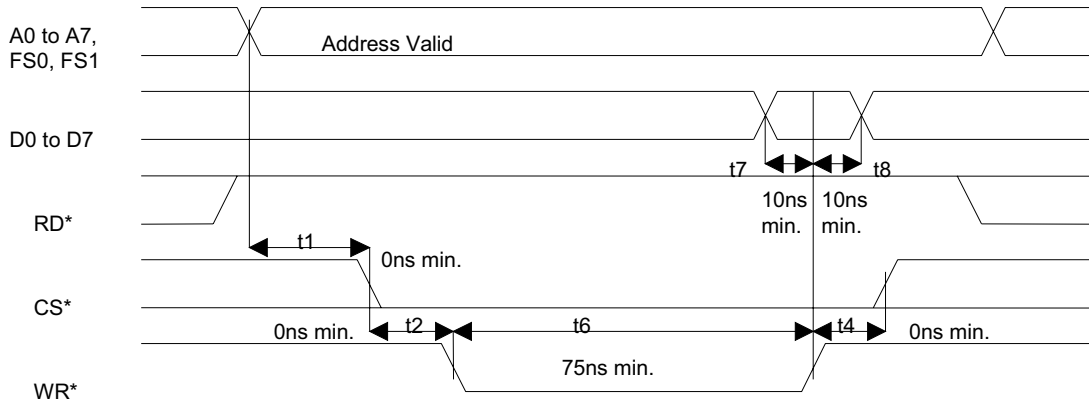 A0 to A7,
FS0, FS1
Address Valid
D0 to D7
t7
t8
10ns
min.
10ns
min.
RD*
t1
0ns min.
CS*
0ns min.
t2
t6
t4
0ns min.
75ns min.
WR*